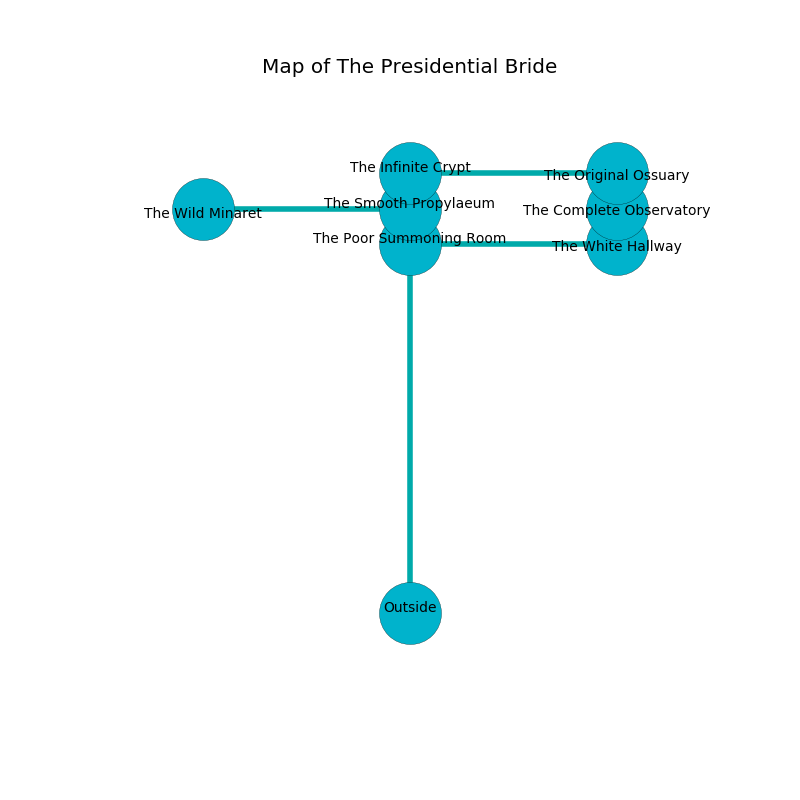 Map of The Presidential Bride
The Infinite Crypt
The Original Ossuary
The Smooth Propylaeum
The Complete Observatory
The Wild Minaret
The Poor Summoning Room
The White Hallway
Outside